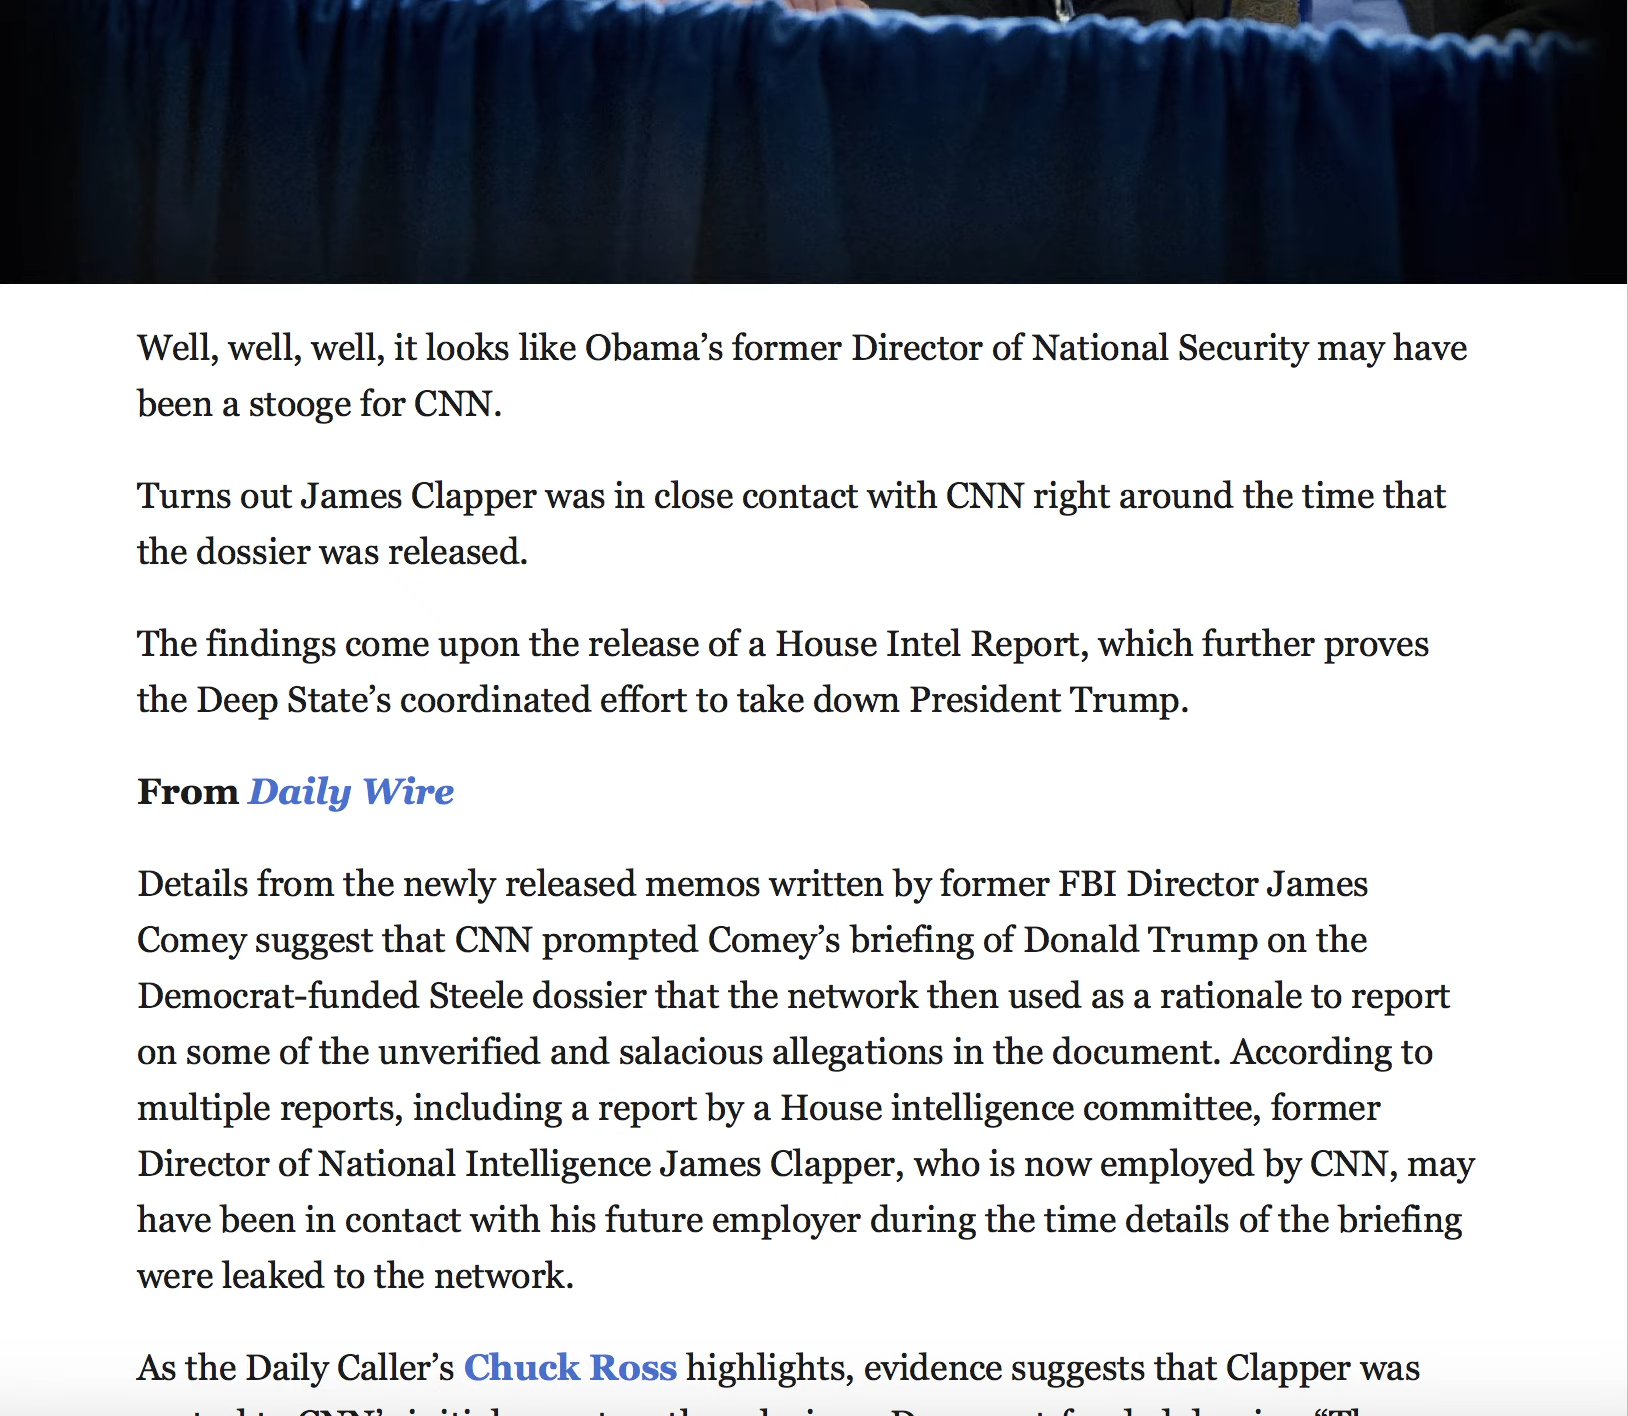 Well, well, well, it looks like Obama’s former Director of National Security may have
been a stooge for CNN.
Turns out James Clapper was in close contact with CNN right around the time that
the dossier was released.
The findings come upon the release of a House Intel Report, which further proves
the Deep State’s coordinated effort to take down President Trump.
From Daily Wire
Details from the newly released memos written by former FBI Director James
Comey suggest that CNN prompted Comey’s briefing of Donald Trump on the
Democrat-funded Steele dossier that the network then used as a rationale to report
on some of the unverified and salacious allegations in the document. According to
multiple reports, including a report by a House intelligence committee, former
Director of National Intelligence James Clapper, who is now employed by CNN, may
have been in contact with his future employer during the time details of the briefing
were leaked to the network.
As the Daily Caller’s Chuck Ross highlights, evidence suggests that Clapper was